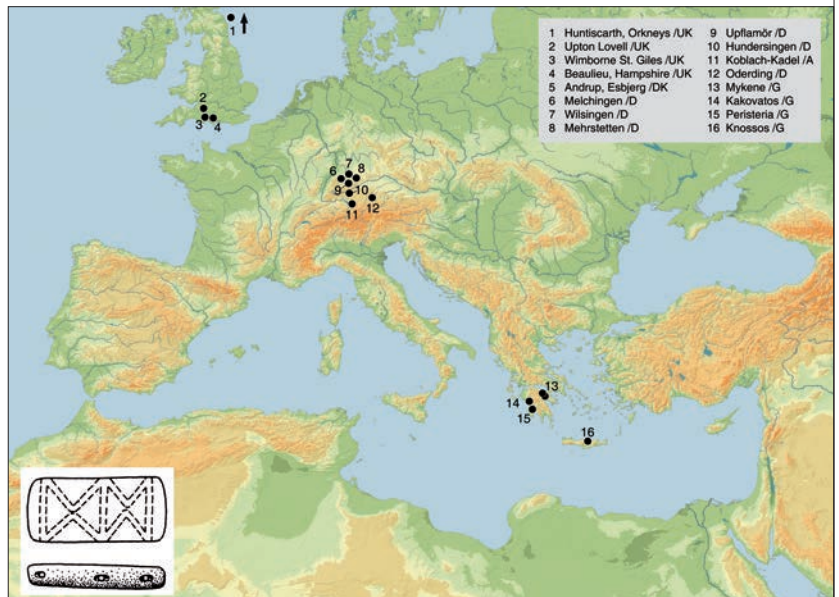 1 Huntiscarth, Orkneys /UK
2 Upton Lovell /UK
3 Wimborne St. Giles /UK
4 Beaulieu, Hampshire /UK
5 Andrup, Esbjerg /DK
6 Melchingen /D
7 Wilsingen /D
8 Mehrstetten /D
9 Upflamör /D
10 Hundersingen /D
11 Koblach-Kadel /A
12 Oderding /D
13 Mykene /G
14 Kakovatos /G
15 Peristeria /G
16 Knossos /G
1
2
3 4
7
6 8
9 10
11 12
13
14
15
16